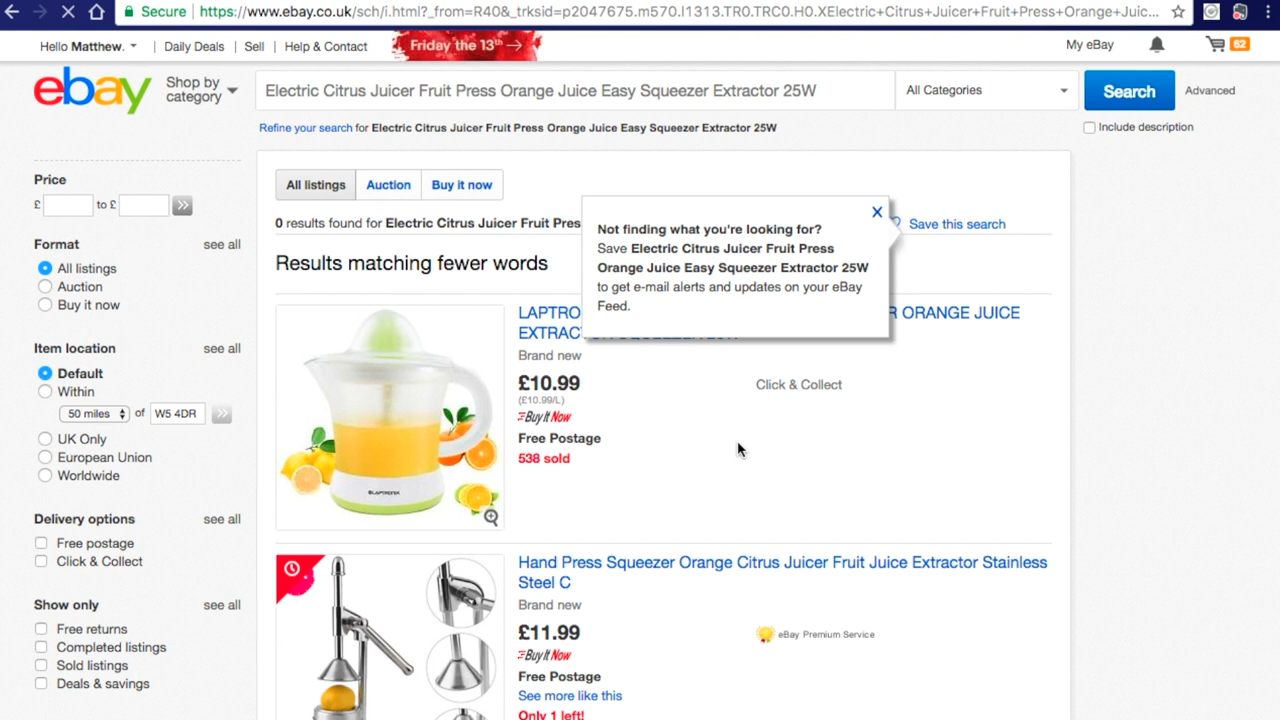 Secure
https://www.ebay.co.uk/sch/i.html?_from=R40&_trksid=p2047675.m570.l1313.TR0.TRC0.H0.XElectric+Citrus+Juicer+Fruit+Press+Orange+Juic...
Hello Matthew. | Daily Deals | Sell | Help & Contact Friday the 13th → My eBay 62
ebay Shop by category Electric Citrus Juicer Fruit Press Orange Juice Easy Squeezer Extractor 25W All Categories Search Advanced
Refine your search for Electric Citrus Juicer Fruit Press Orange Juice Easy Squeezer Extractor 25W Include description
Price
£ to £
Format see all
All listings
Auction
Buy it now
Item location see all
Default
Within
50 miles of W5 4DR
UK Only
European Union
Worldwide
Delivery options see all
Free postage
Click & Collect
Show only see all
Free returns
Completed listings
Sold listings
Deals & savings
All listings Auction Buy it now
0 results found for Electric Citrus Juicer Fruit Pres Save this search
X
Not finding what you're looking for?
Save Electric Citrus Juicer Fruit Press
Orange Juice Easy Squeezer Extractor 25W
to get e-mail alerts and updates on your eBay
Feed.
Results matching fewer words
LAPTRO ORANGE JUICE
Brand new
£10.99 Click & Collect
(£10.99/L)
Buy It Now
Free Postage
538 sold
LAPTRONIX
Hand Press Squeezer Orange Citrus Juicer Fruit Juice Extractor Stainless
Steel C
Brand new
£11.99 eBay Premium Service
Buy It Now
Free Postage
See more like this
Only 1 left!